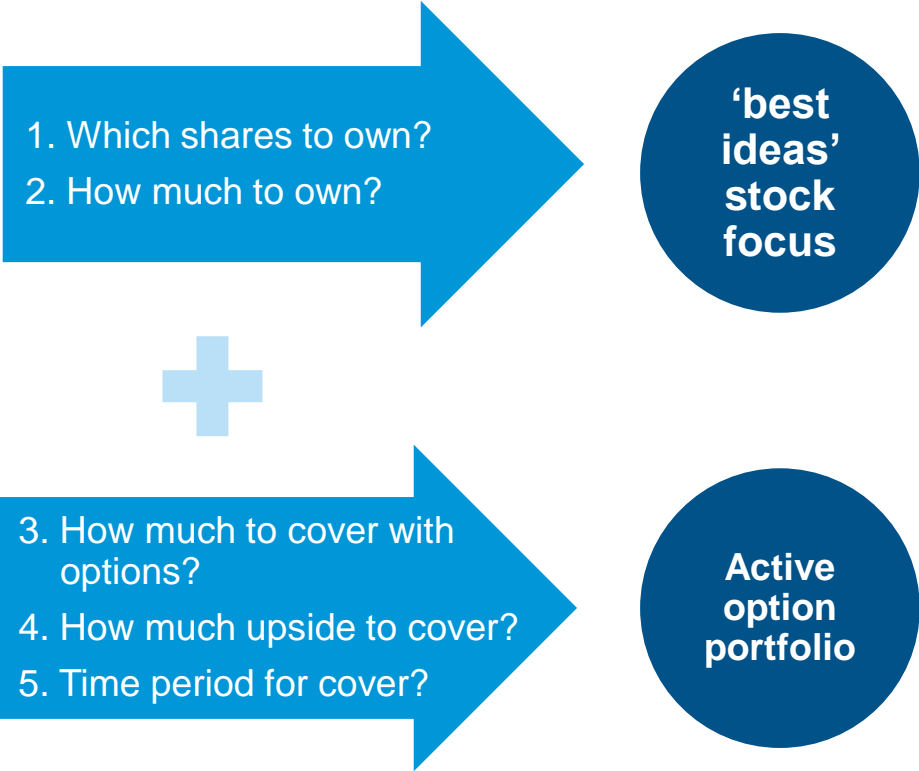 1. Which shares to own?
2. How much to own?
‘best
ideas’
stock
focus
3. How much to cover with
options?
4. How much upside to cover?
5. Time period for cover?
Active
option
portfolio